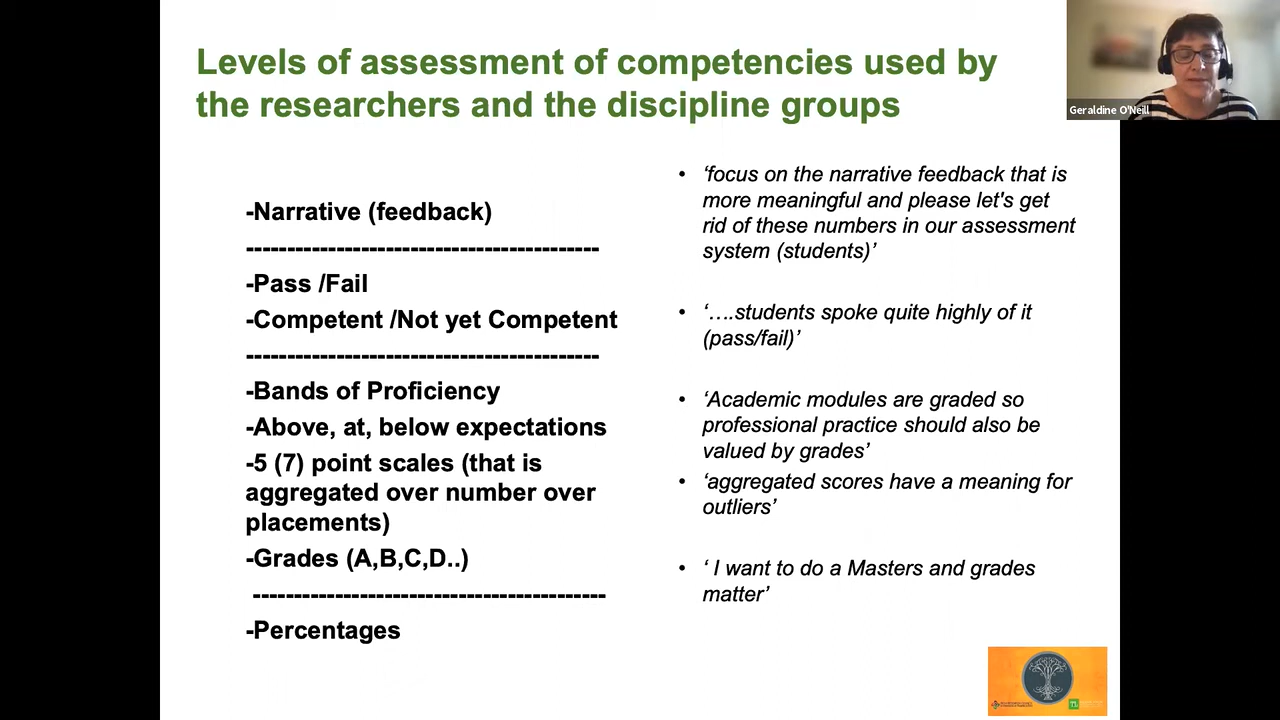 Levels of assessment of competencies used by
the researchers and the discipline groups
Geraldine O'Neill
-Narrative (feedback)
-------------------------------------------
-Pass /Fail
-Competent /Not yet Competent
-------------------------------------------
-Bands of Proficiency
-Above, at, below expectations
-5 (7) point scales (that is
aggregated over number over
placements)
-Grades (A,B,C,D..)
-------------------------------------------
-Percentages
• ‘focus on the narrative feedback that is
more meaningful and please let's get
rid of these numbers in our assessment
system (students)’
• ‘….students spoke quite highly of it
(pass/fail)’
• ‘Academic modules are graded so
professional practice should also be
valued by grades’
• ‘aggregated scores have a meaning for
outliers’
• ‘ I want to do a Masters and grades
matter’